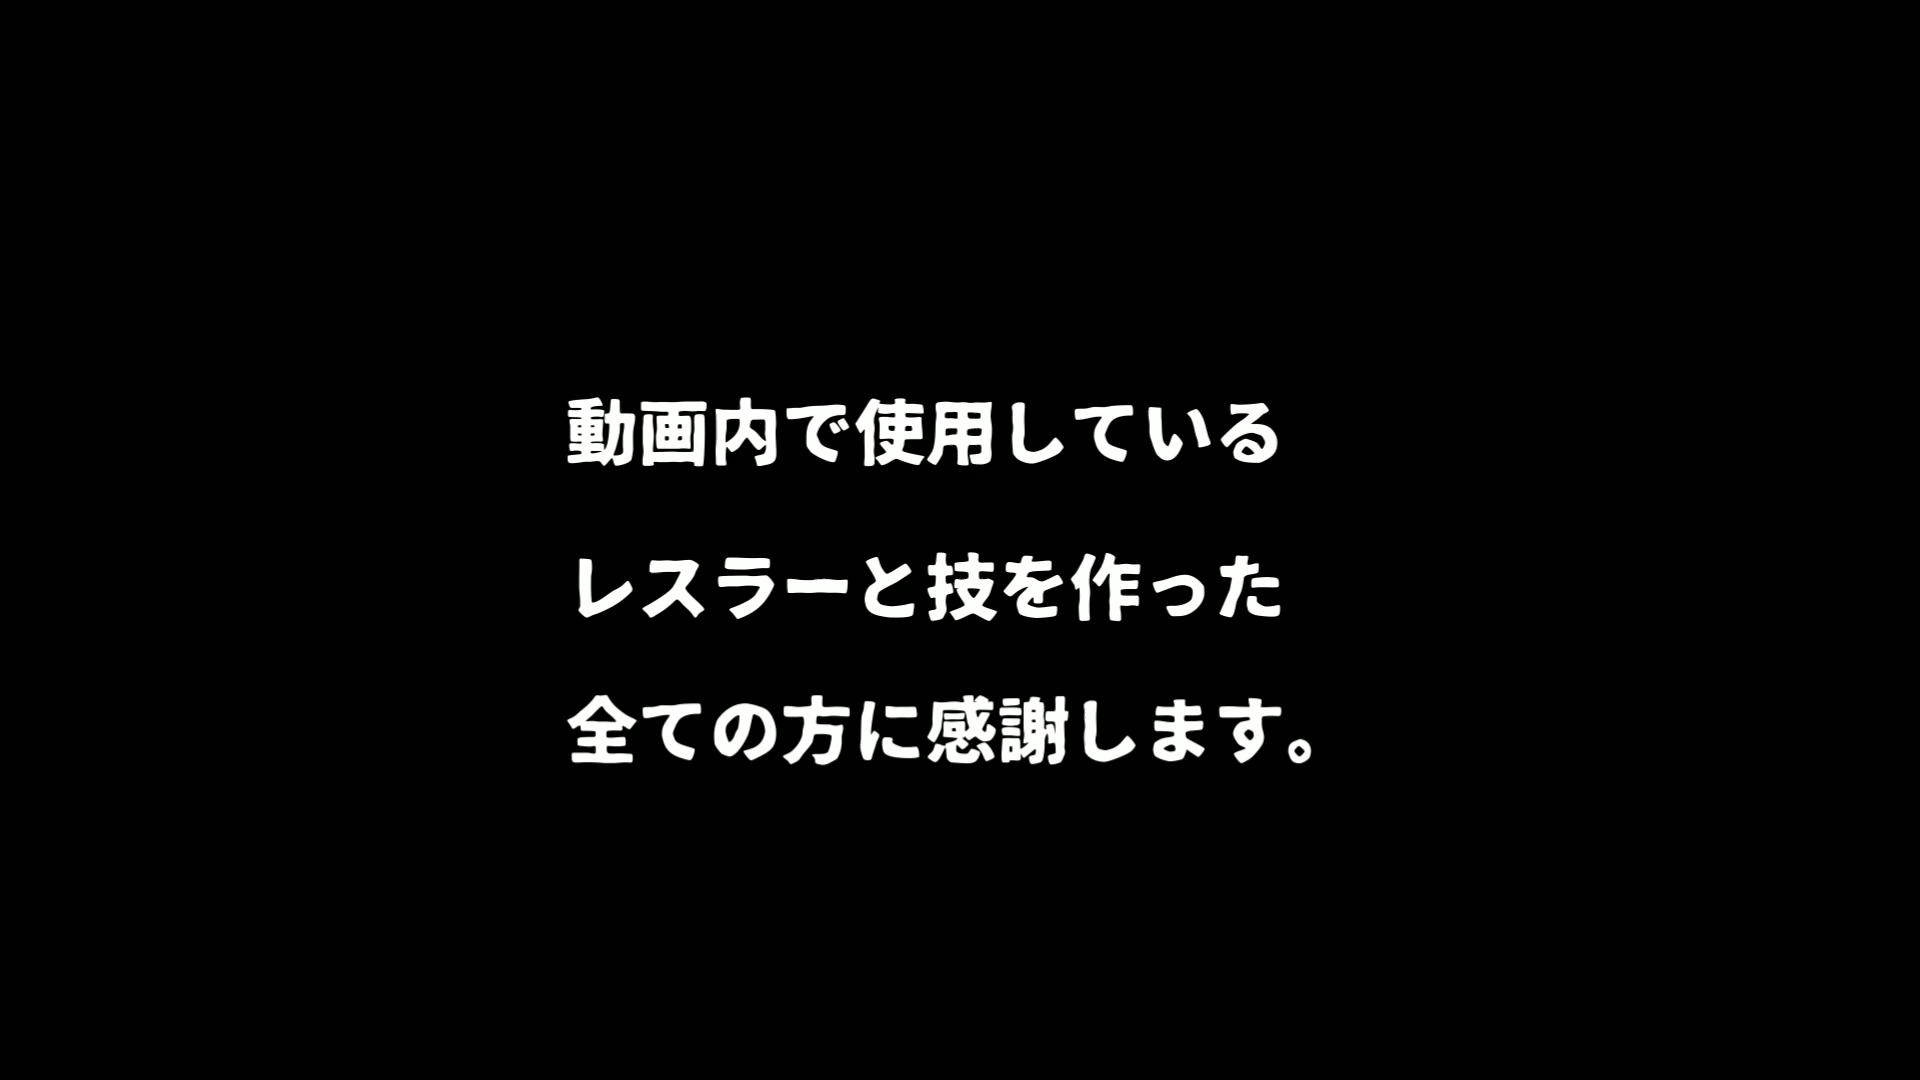 動画内で使用している
レスラーと技を作った
全ての方に感謝します。